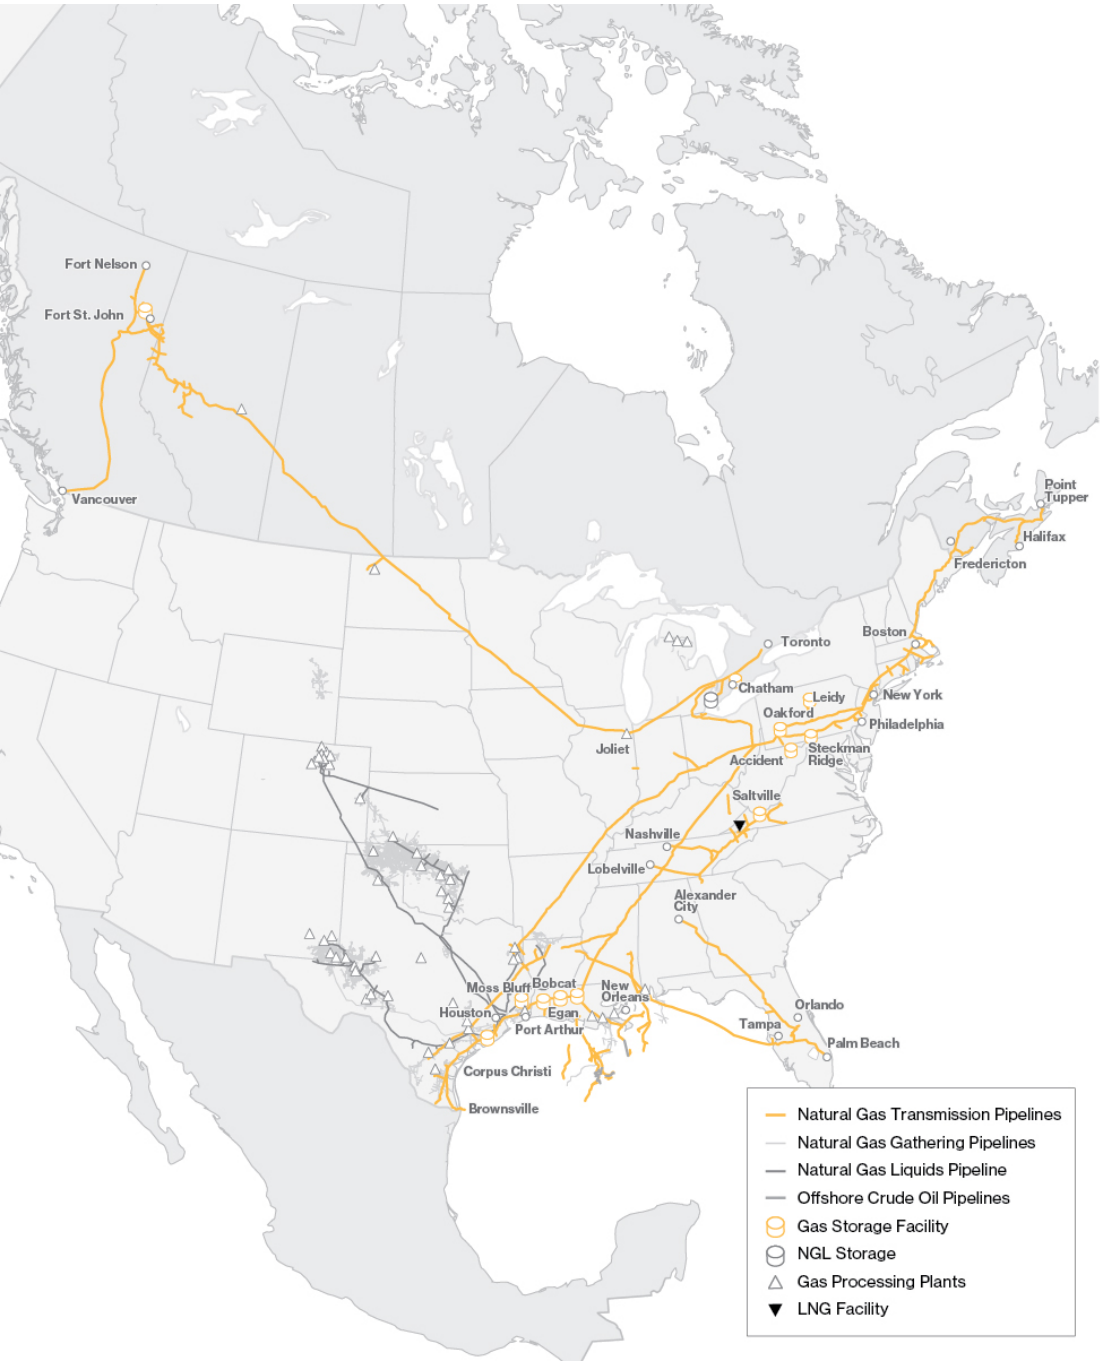 Fort Nelson
Fort St. John
Vancouver
Point
Tupper
Halifax
Fredericton
Boston
Toronto
Chatham
Leidy
New York
Oakford
Philadelphia
Joliet
Accident
Steckman
Ridge
Saltville
Nashville
Lobelville
Alexander
City
Moss Bluff
Bobcat
New
Orleans
Houston
Egan
Port Arthur
Orlando
Tampa
Palm Beach
Corpus Christi
Brownsville
Natural Gas Transmission Pipelines
Natural Gas Gathering Pipelines
Natural Gas Liquids Pipeline
Offshore Crude Oil Pipelines
Gas Storage Facility
NGL Storage
Gas Processing Plants
LNG Facility